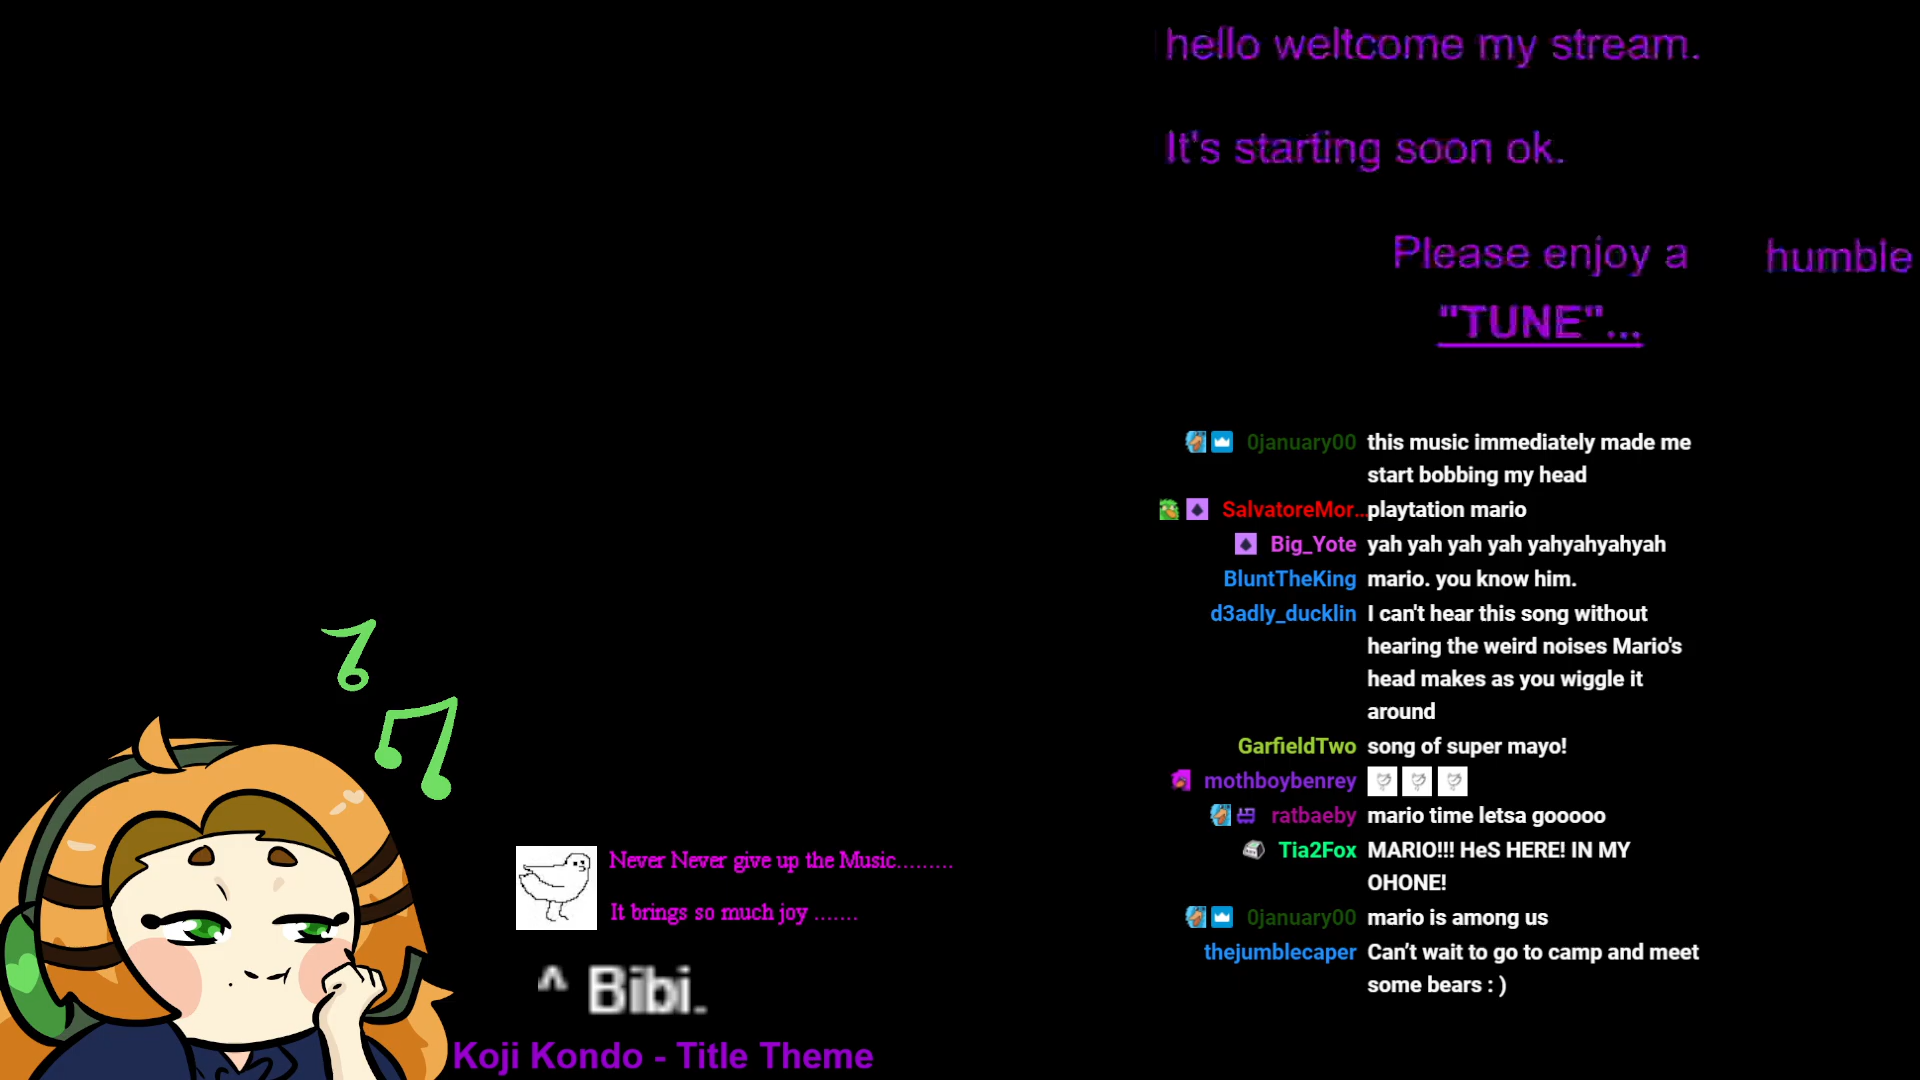 hello weltcome my stream.
It's starting soon ok.
Please enjoy a humble
"TUNE"...
0january00 this music immediately made me
start bobbing my head
SalvatoreMor... playtation mario
Big_Yote yah yah yah yah yahyahyahyah
BluntTheKing mario. you know him.
d3adly_ducklin I can't hear this song without
hearing the weird noises Mario's
head makes as you wiggle it
around
GarfieldTwo song of super mayo!
mothboybenrey
ratbaeby mario time letsa gooooo
Tia2Fox MARIO!!! HeS HERE! IN MY
OHONE!
0january00 mario is among us
thejumblecaper Can't wait to go to camp and meet
some bears : )
Never Never give up the Music.........
It brings so much joy .......
^ Bibi.
Koji Kondo - Title Theme